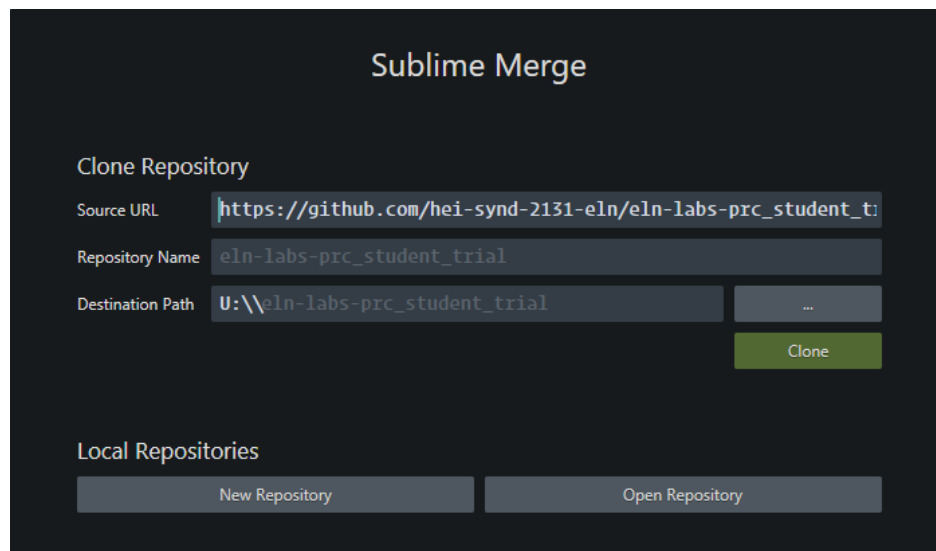 Sublime Merge
Clone Repository
Source URL https://github.com/hei-synd-2131-eln/eln-labs-prc_student_tr
Repository Name eln-labs-prc_student_trial
Destination Path U:\\eln-labs-prc_student_trial ...
Clone
Local Repositories
New Repository Open Repository